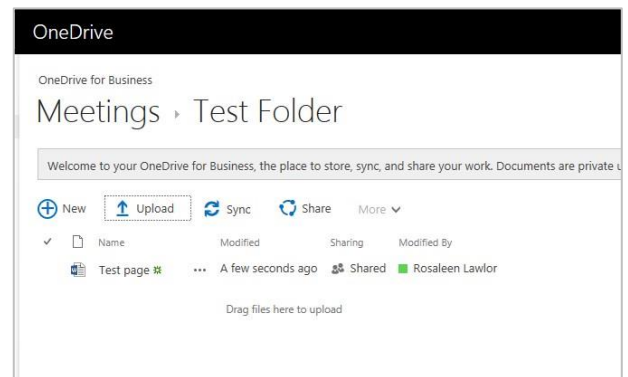 OneDrive
OneDrive for Business
Meetings ▸ Test Folder
Welcome to your OneDrive for Business, the place to store, sync, and share your work. Documents are private u
New Upload Sync Share More
Name Modified Sharing Modified By
Test page ... A few seconds ago Shared Rosaleen Lawlor
Drag files here to upload